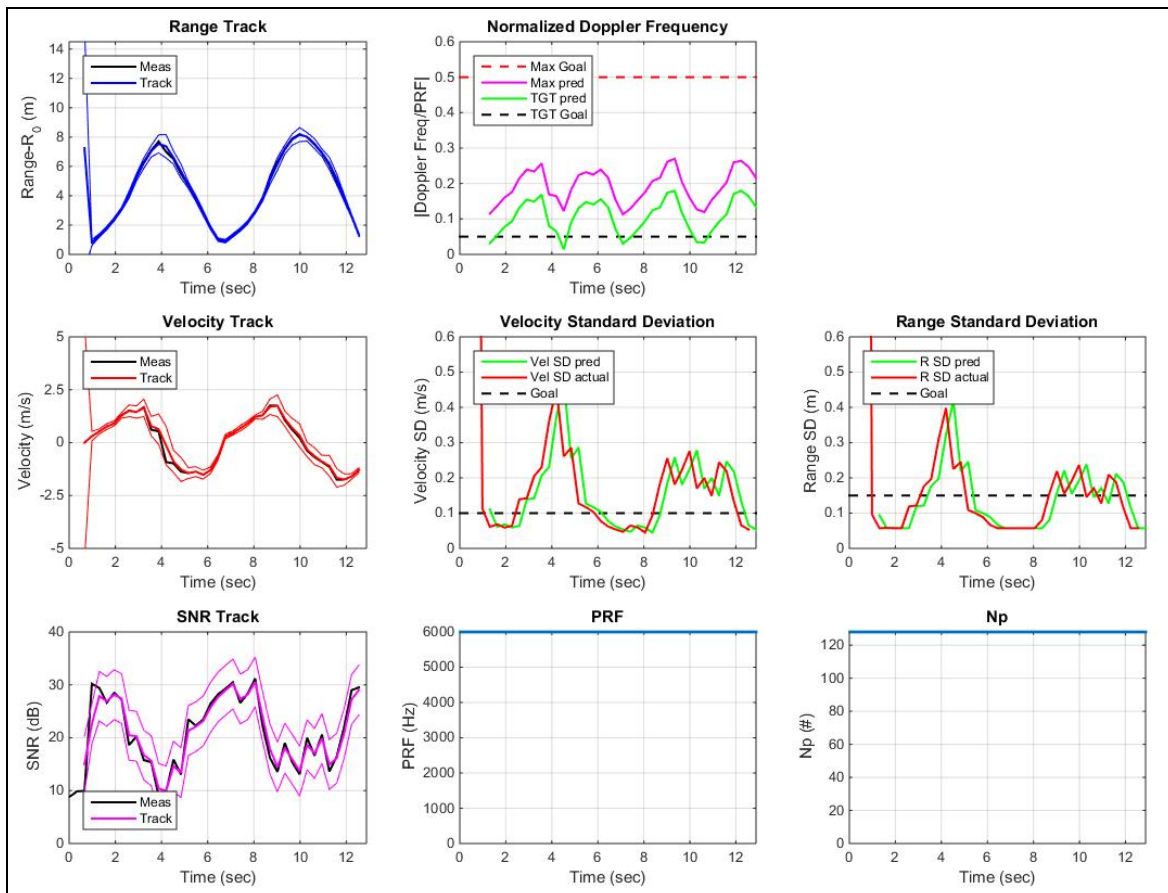 Range Track
Range-R0 (m)
14
12
10
8
6
4
2
0
Meas
Track
0 2 4 6 8 10 12
Time (sec)
Normalized Doppler Frequency
|Doppler Freq/PRF|
0.6
0.5
0.4
0.3
0.2
0.1
0
Max Goal
Max pred
TGT pred
TGT Goal
0 2 4 6 8 10 12
Time (sec)
Velocity Track
Velocity (m/s)
5
2.5
0
-2.5
-5
Meas
Track
0 2 4 6 8 10 12
Time (sec)
Velocity Standard Deviation
Velocity SD (m/s)
0.6
0.5
0.4
0.3
0.2
0.1
0
Vel SD pred
Vel SD actual
Goal
0 2 4 6 8 10 12
Time (sec)
Range Standard Deviation
Range SD (m)
0.6
0.5
0.4
0.3
0.2
0.1
0
R SD pred
R SD actual
Goal
0 2 4 6 8 10 12
Time (sec)
SNR Track
SNR (dB)
40
30
20
10
0
Meas
Track
0 2 4 6 8 10 12
Time (sec)
PRF
PRF (Hz)
6000
5000
4000
3000
2000
1000
0
0 2 4 6 8 10 12
Time (sec)
Np
Np (#)
120
100
80
60
40
20
0
0 2 4 6 8 10 12
Time (sec)